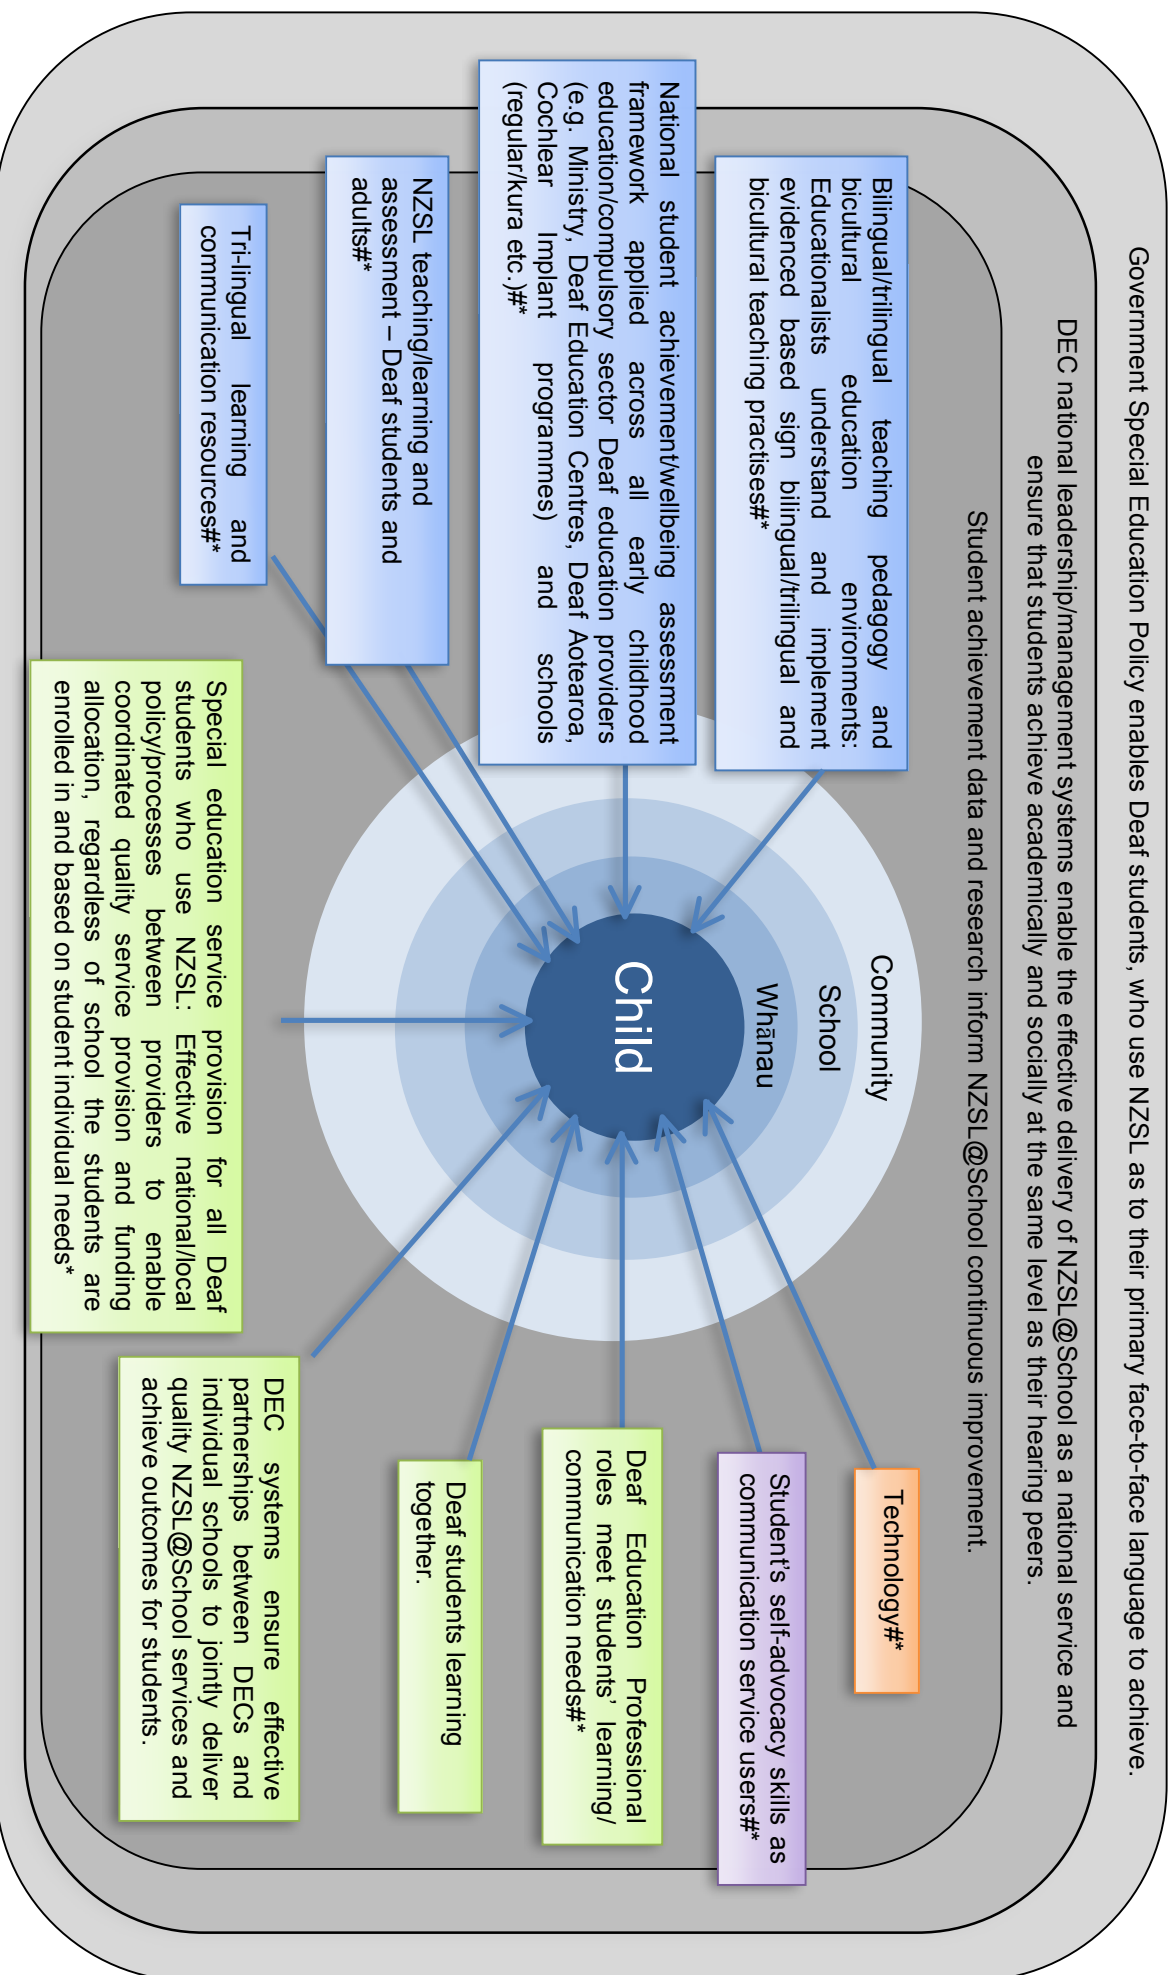 Government Special Education Policy enables Deaf students, who use NZSL as to their primary face-to-face language to achieve.
DEC national leadership/management systems enable the effective delivery of NZSL@School as a national service and
ensure that students achieve academically and socially at the same level as their hearing peers.
Student achievement data and research inform NZSL@School continuous improvement.
Bilingual/trilingual teaching pedagogy and
bicultural education environments:
Educationalists understand and implement
evidenced based sign bilingual/trilingual and
bicultural teaching practises#*
National student achievement/wellbeing assessment
framework applied across all early childhood
education/compulsory sector Deaf education providers
(e.g. Ministry, Deaf Education Centres, Deaf Aotearoa,
Cochlear Implant programmes) and schools
(regular/kura etc.)#*
NZSL teaching/learning and
assessment – Deaf students and
adults#*
Tri-lingual learning and
communication resources#*
Community
School
Whānau
Child
Technology#*
Student's self-advocacy skills as
communication service users#*
Deaf Education Professional
roles meet students' learning/
communication needs#*
Deaf students learning
together.
DEC systems ensure effective
partnerships between DECs and
individual schools to jointly deliver
quality NZSL@School services and
achieve outcomes for students.
Special education service provision for all Deaf
students who use NZSL: Effective national/local
policy/processes between providers to enable
coordinated quality service provision and funding
allocation, regardless of school the students are
enrolled in and based on student individual needs*